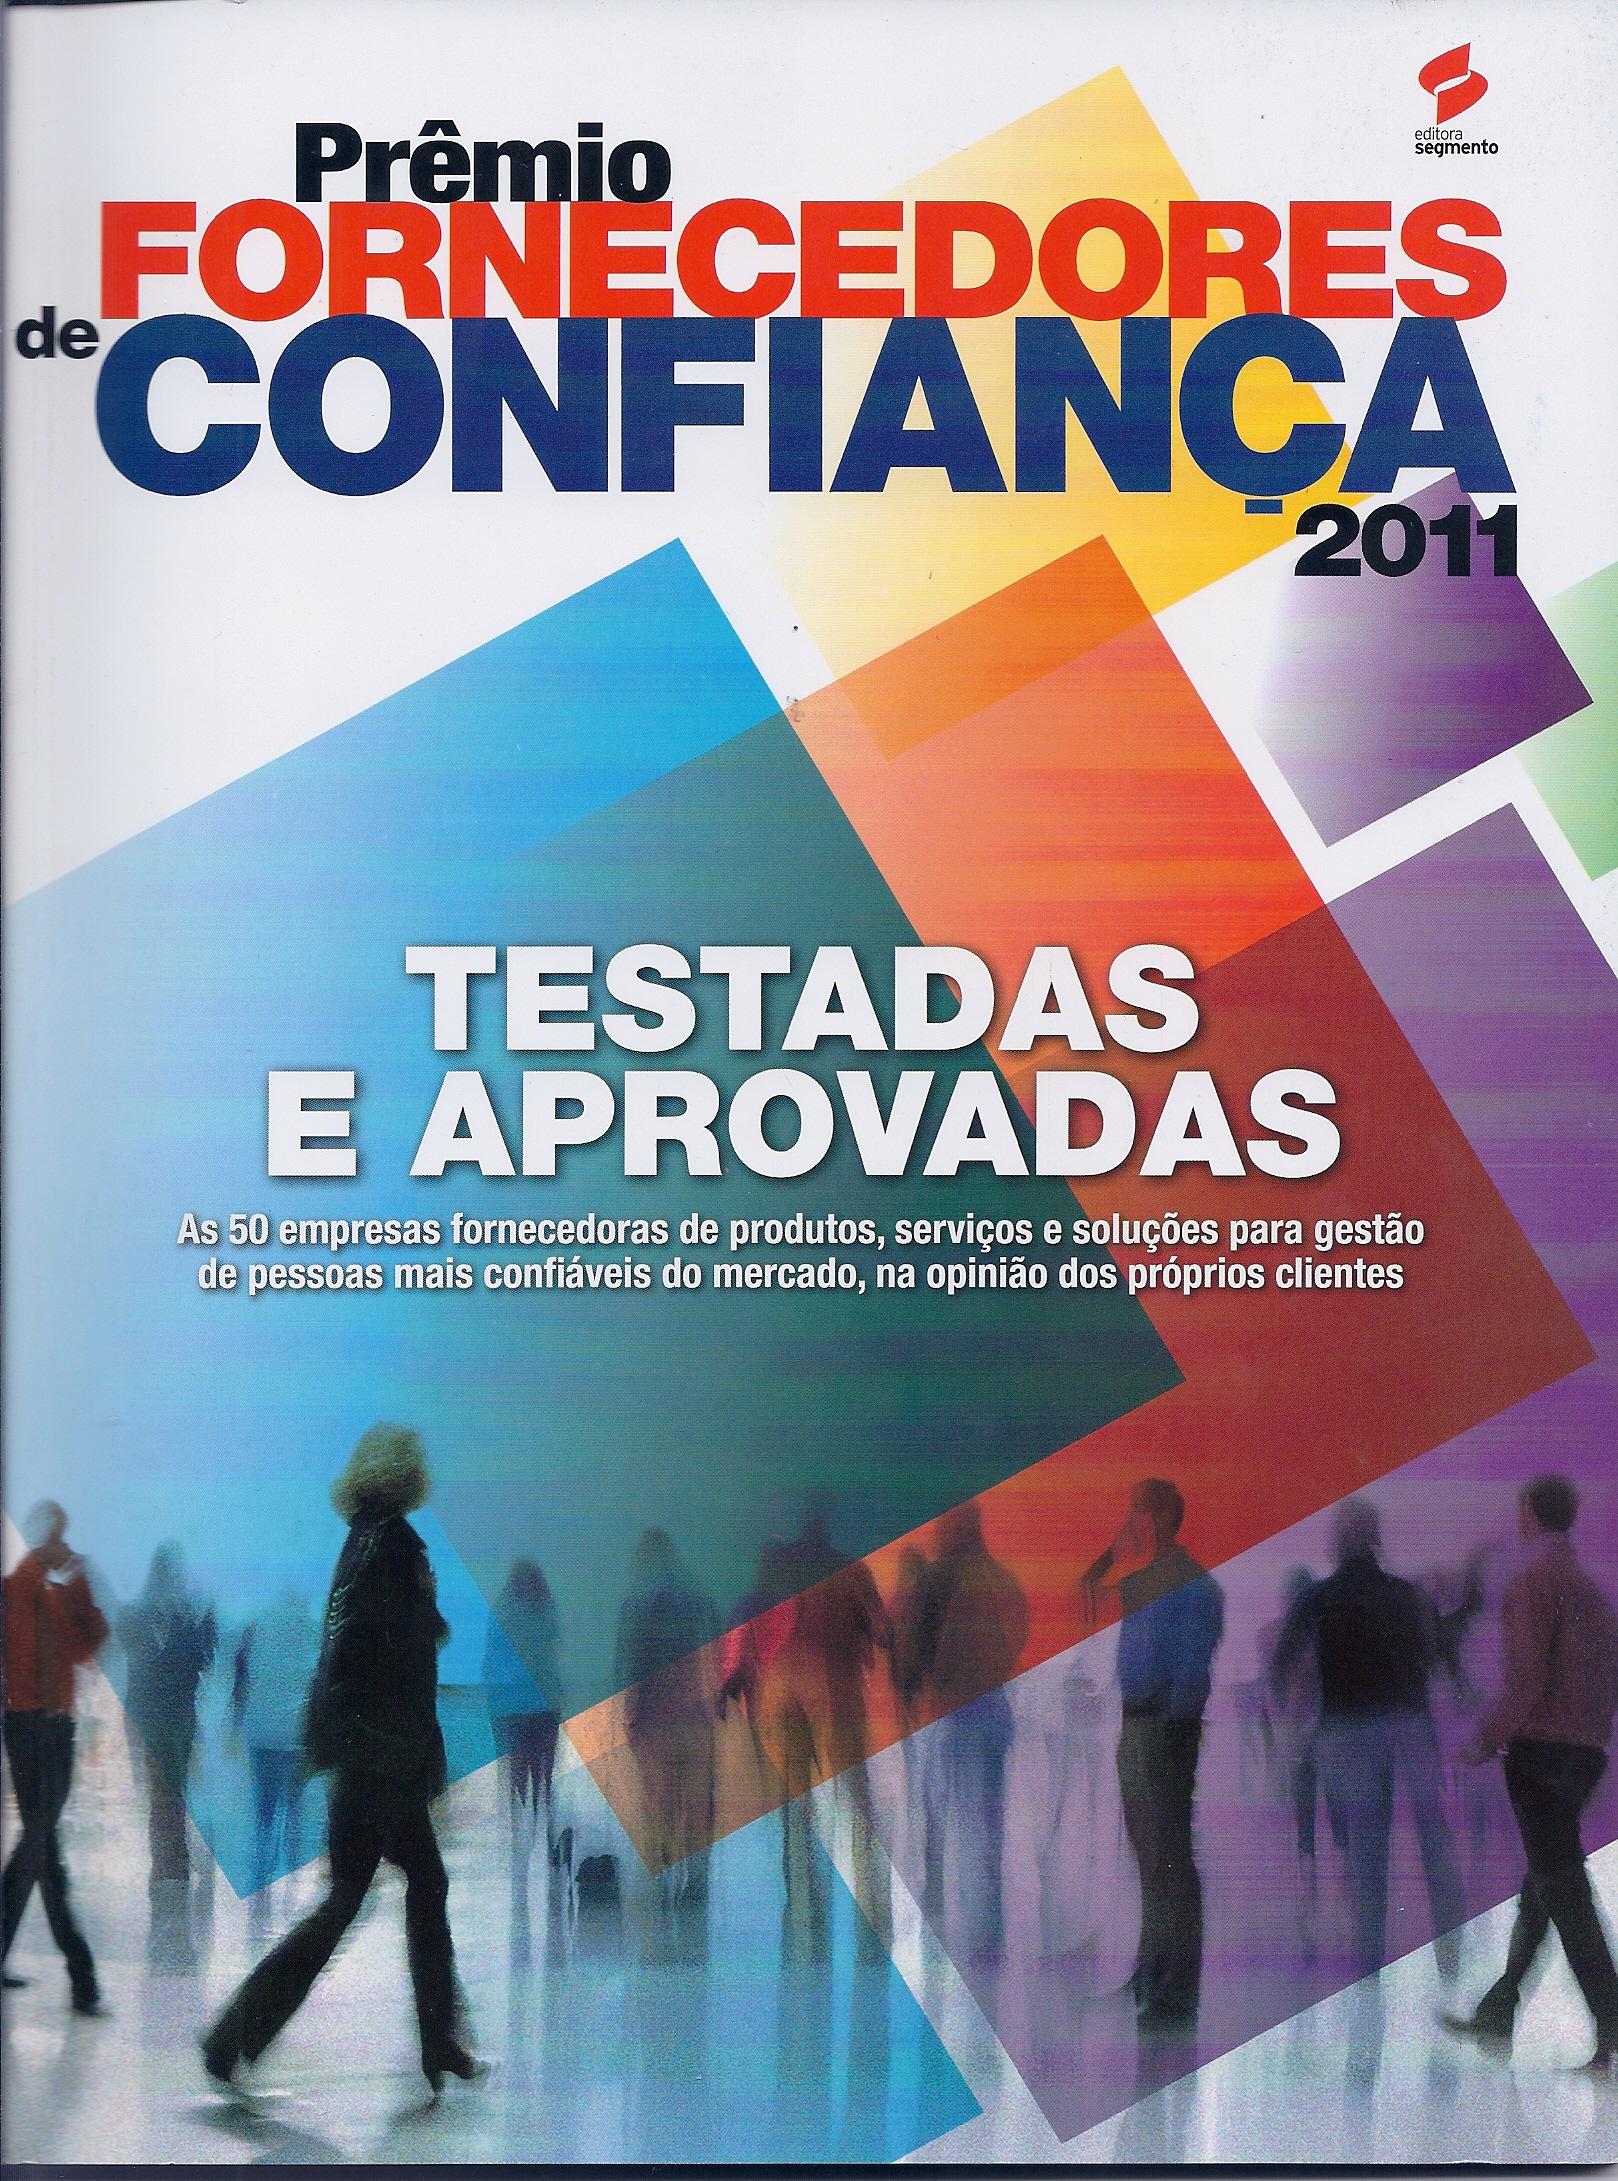 editora
segmento
Prêmio
FORNECEDORES
de CONFIANÇA
2011
TESTADAS
E APROVADAS
As 50 empresas fornecedoras de produtos, serviços e soluções para gestão
de pessoas mais confiáveis do mercado, na opinião dos próprios clientes